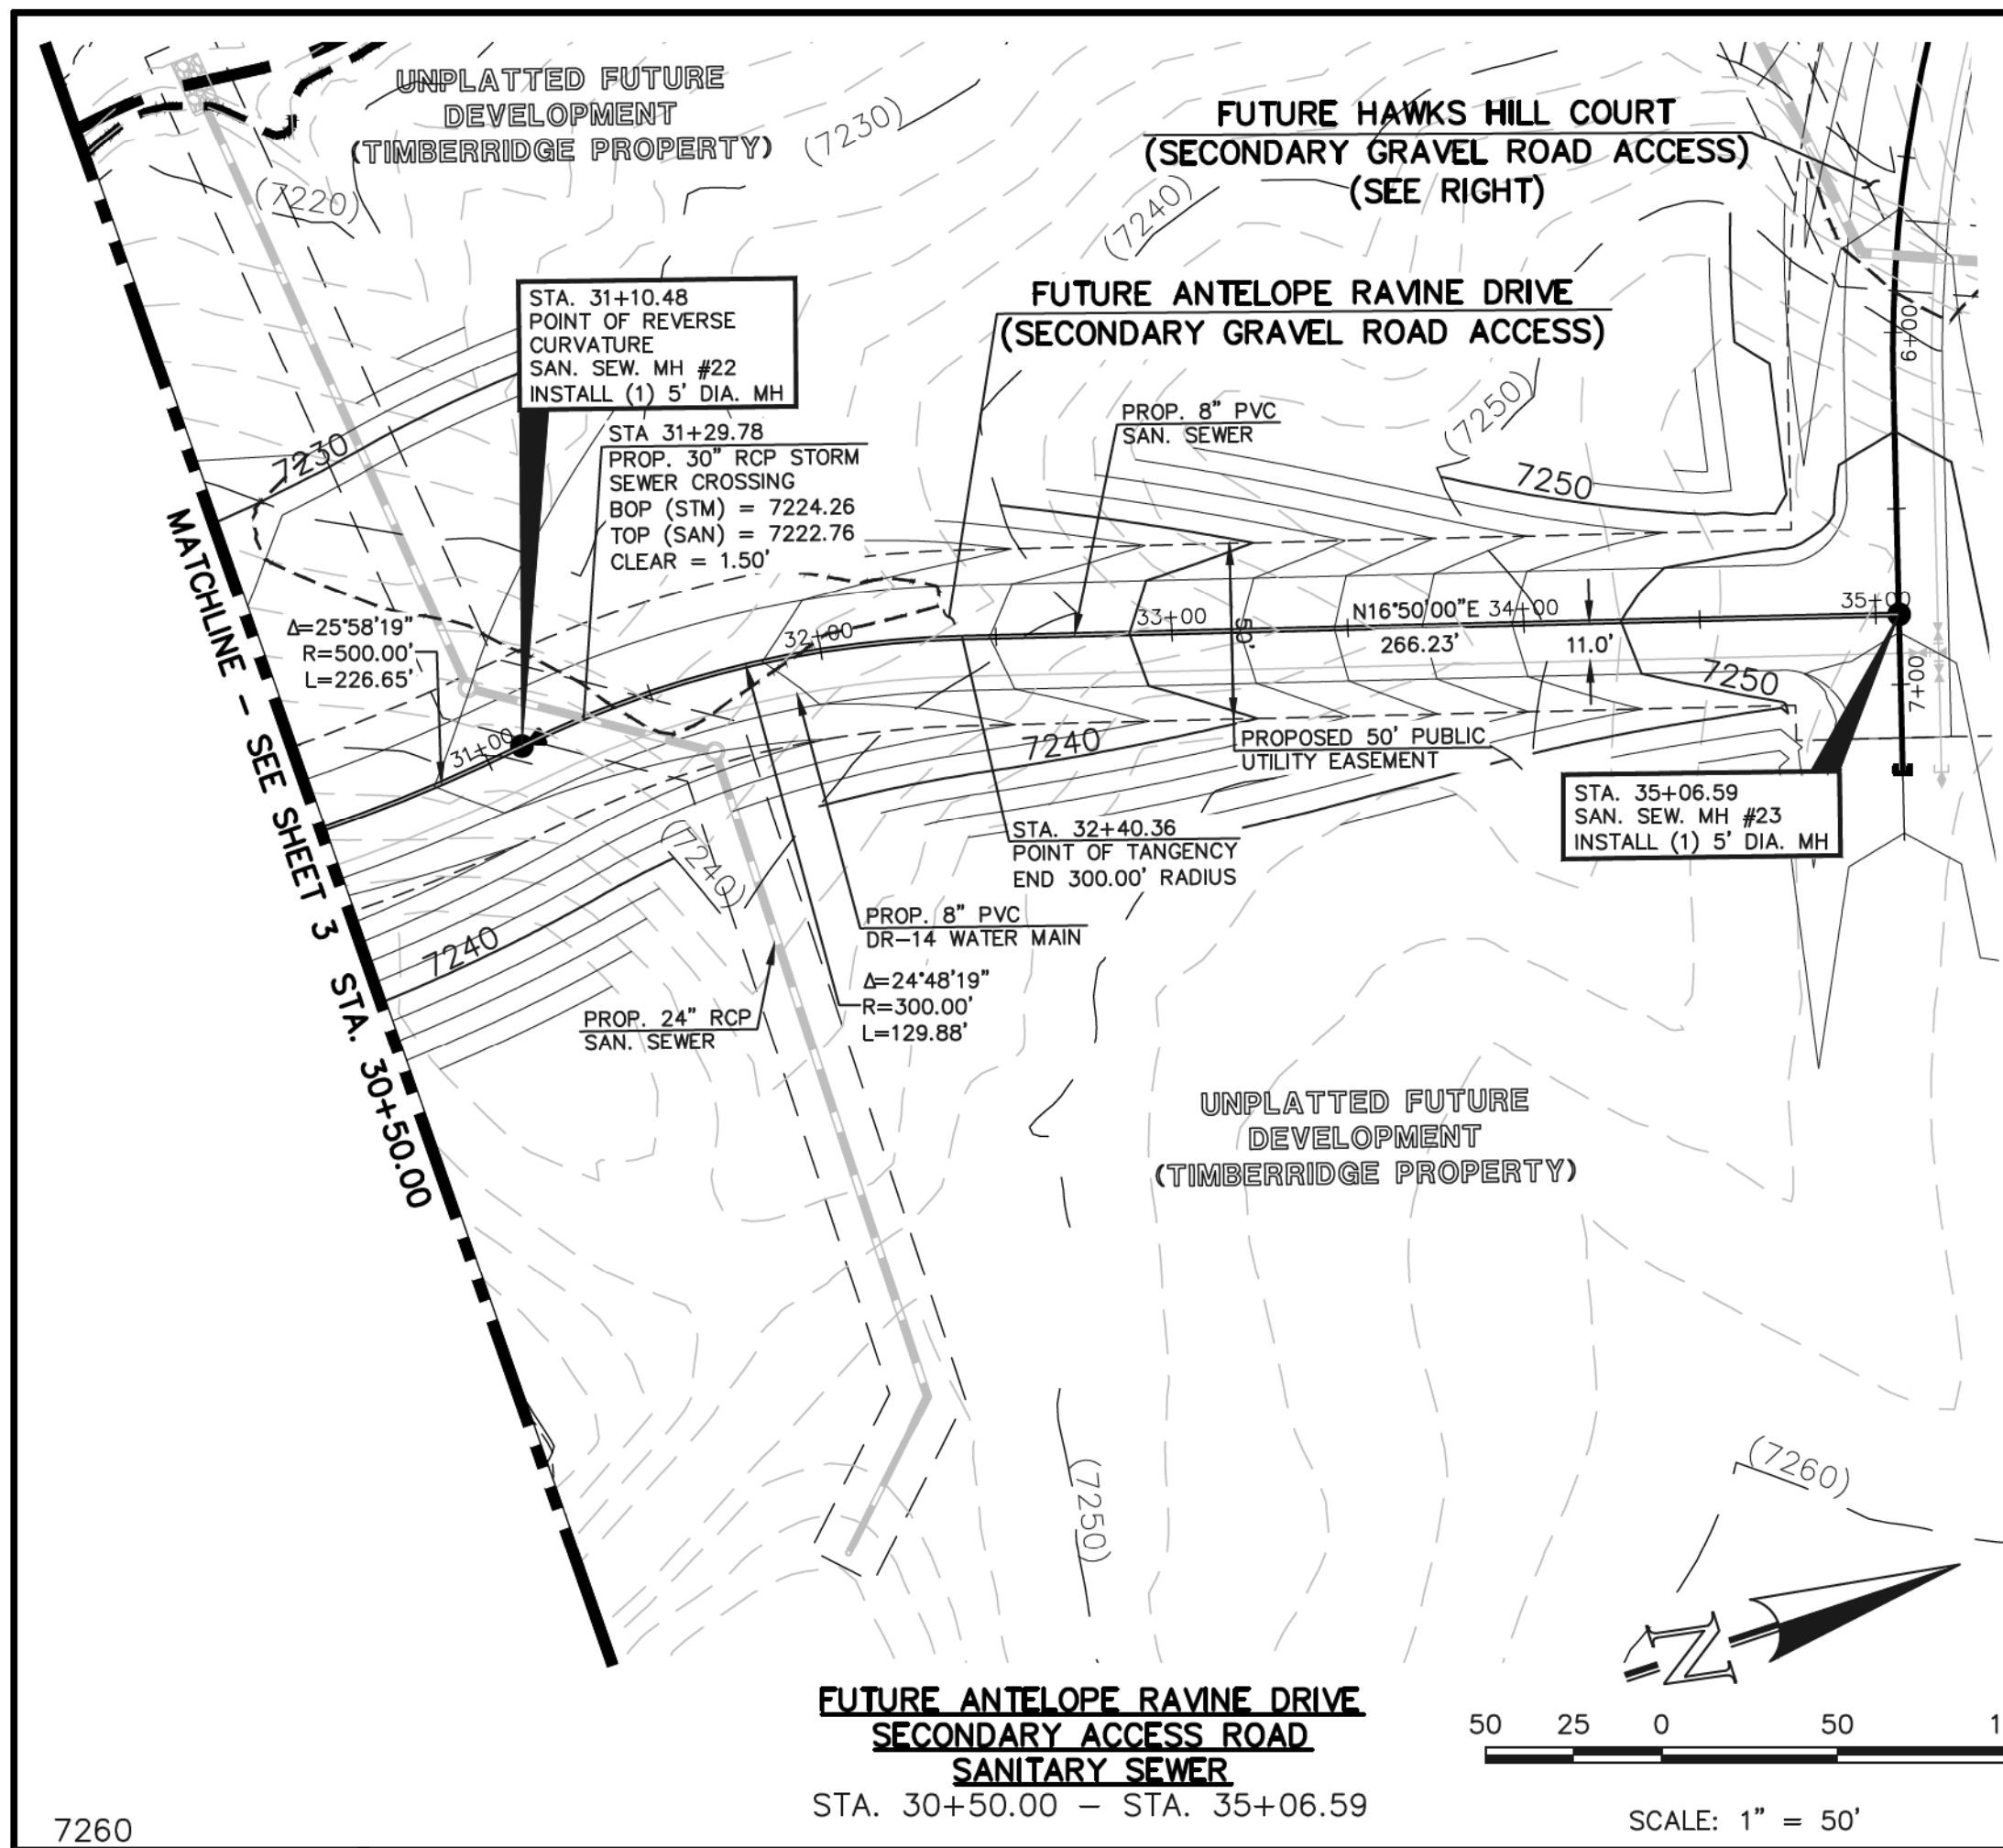 UNPLATTED FUTURE
DEVELOPMENT
(TIMBERRIDGE PROPERTY)
(7230)
(7220)
FUTURE HAWKS HILL COURT
(SECONDARY GRAVEL ROAD ACCESS)
(SEE RIGHT)
(7240)
FUTURE ANTELOPE RAVINE DRIVE
(SECONDARY GRAVEL ROAD ACCESS)
STA. 31+10.48
POINT OF REVERSE
CURVATURE
SAN. SEW. MH #22
INSTALL (1) 5' DIA. MH
6+00
(7250)
PROP. 8" PVC
SAN. SEWER
STA 31+29.78
PROP. 30" RCP STORM
SEWER CROSSING
BOP (STM) = 7224.26
TOP (SAN) = 7222.76
CLEAR = 1.50'
7230
7250
MATCHLINE - SEE SHEET 3 STA. 30+50.00
Δ=25°58'19"
R=500.00'
L=226.65'
31+00
32+00
33+00
50'
N16°50'00"E
34+00
266.23'
11.0'
35+00
7+00
7250
7240
PROPOSED 50' PUBLIC
UTILITY EASEMENT
STA. 35+06.59
SAN. SEW. MH #23
INSTALL (1) 5' DIA. MH
STA. 32+40.36
POINT OF TANGENCY
END 300.00' RADIUS
(7240)
7240
PROP. 8" PVC
DR-14 WATER MAIN
Δ=24°48'19"
R=300.00'
L=129.88'
PROP. 24" RCP
SAN. SEWER
UNPLATTED FUTURE
DEVELOPMENT
(TIMBERRIDGE PROPERTY)
(7250)
(7260)
N
FUTURE ANTELOPE RAVINE DRIVE
SECONDARY ACCESS ROAD
SANITARY SEWER
STA. 30+50.00 - STA. 35+06.59
50 25 0 50
SCALE: 1" = 50'
7260